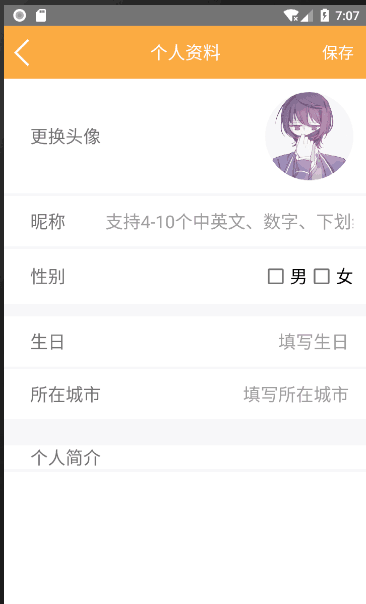 7:07
个人资料 保存
更换头像
昵称 支持4-10个中英文、数字、下划
性别 男 女
生日 填写生日
所在城市 填写所在城市
个人简介